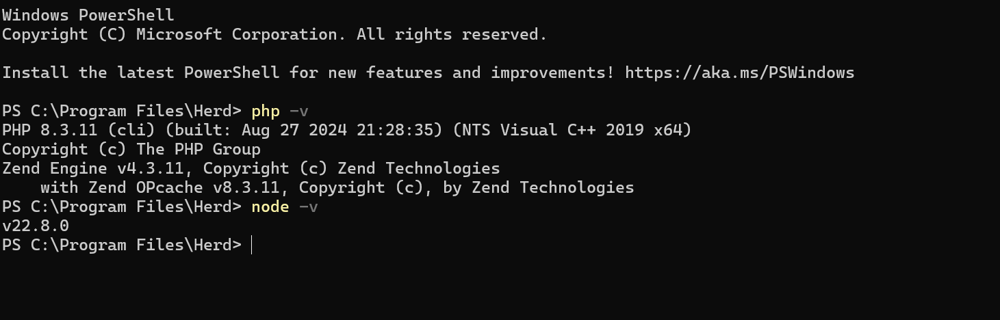 Windows PowerShell
Copyright (C) Microsoft Corporation. All rights reserved.
Install the latest PowerShell for new features and improvements! https://aka.ms/PSWindows
PS C:\Program Files\Herd> php -v
PHP 8.3.11 (cli) (built: Aug 27 2024 21:28:35) (NTS Visual C++ 2019 x64)
Copyright (c) The PHP Group
Zend Engine v4.3.11, Copyright (c) Zend Technologies
    with Zend OPcache v8.3.11, Copyright (c), by Zend Technologies
PS C:\Program Files\Herd> node -v
v22.8.0
PS C:\Program Files\Herd>